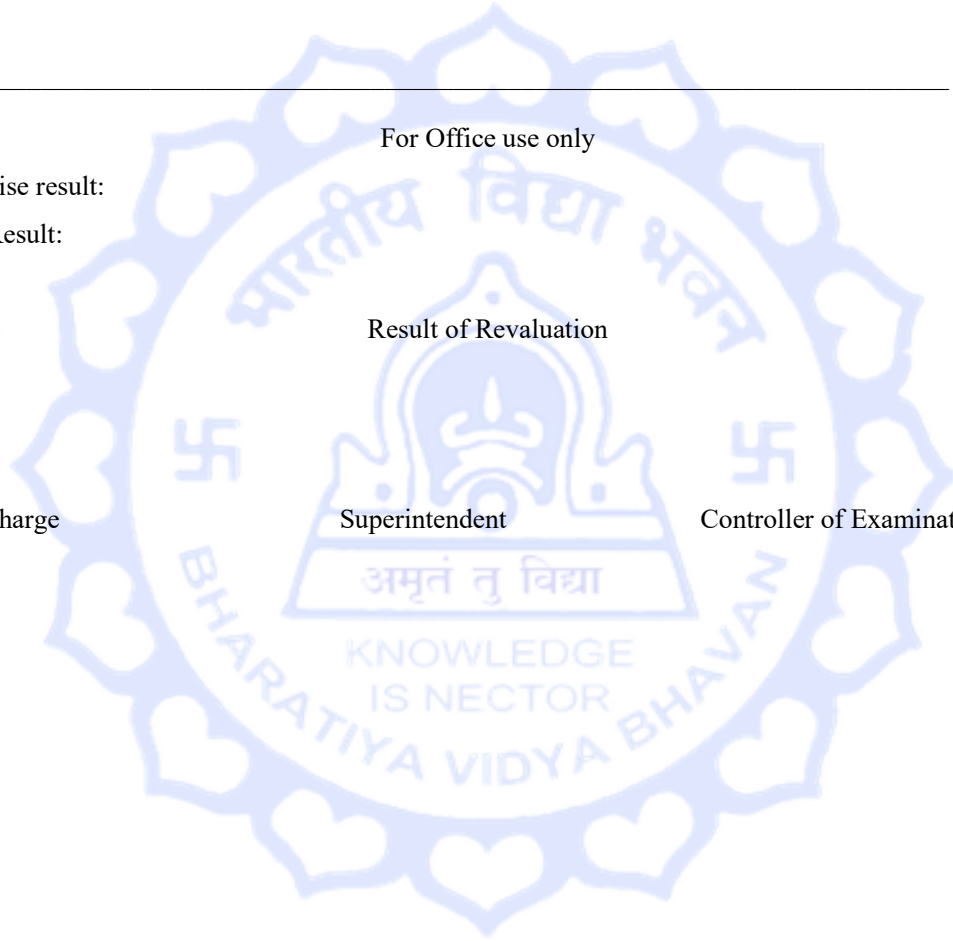 For Office use only
ise result:
esult:
भारतीय विद्या भवन
Result of Revaluation
harge Superintendent Controller of Examinat
अमृतं तु विद्या
KNOWLEDGE
IS NECTOR
BHARATIYA VIDYA BHAVAN